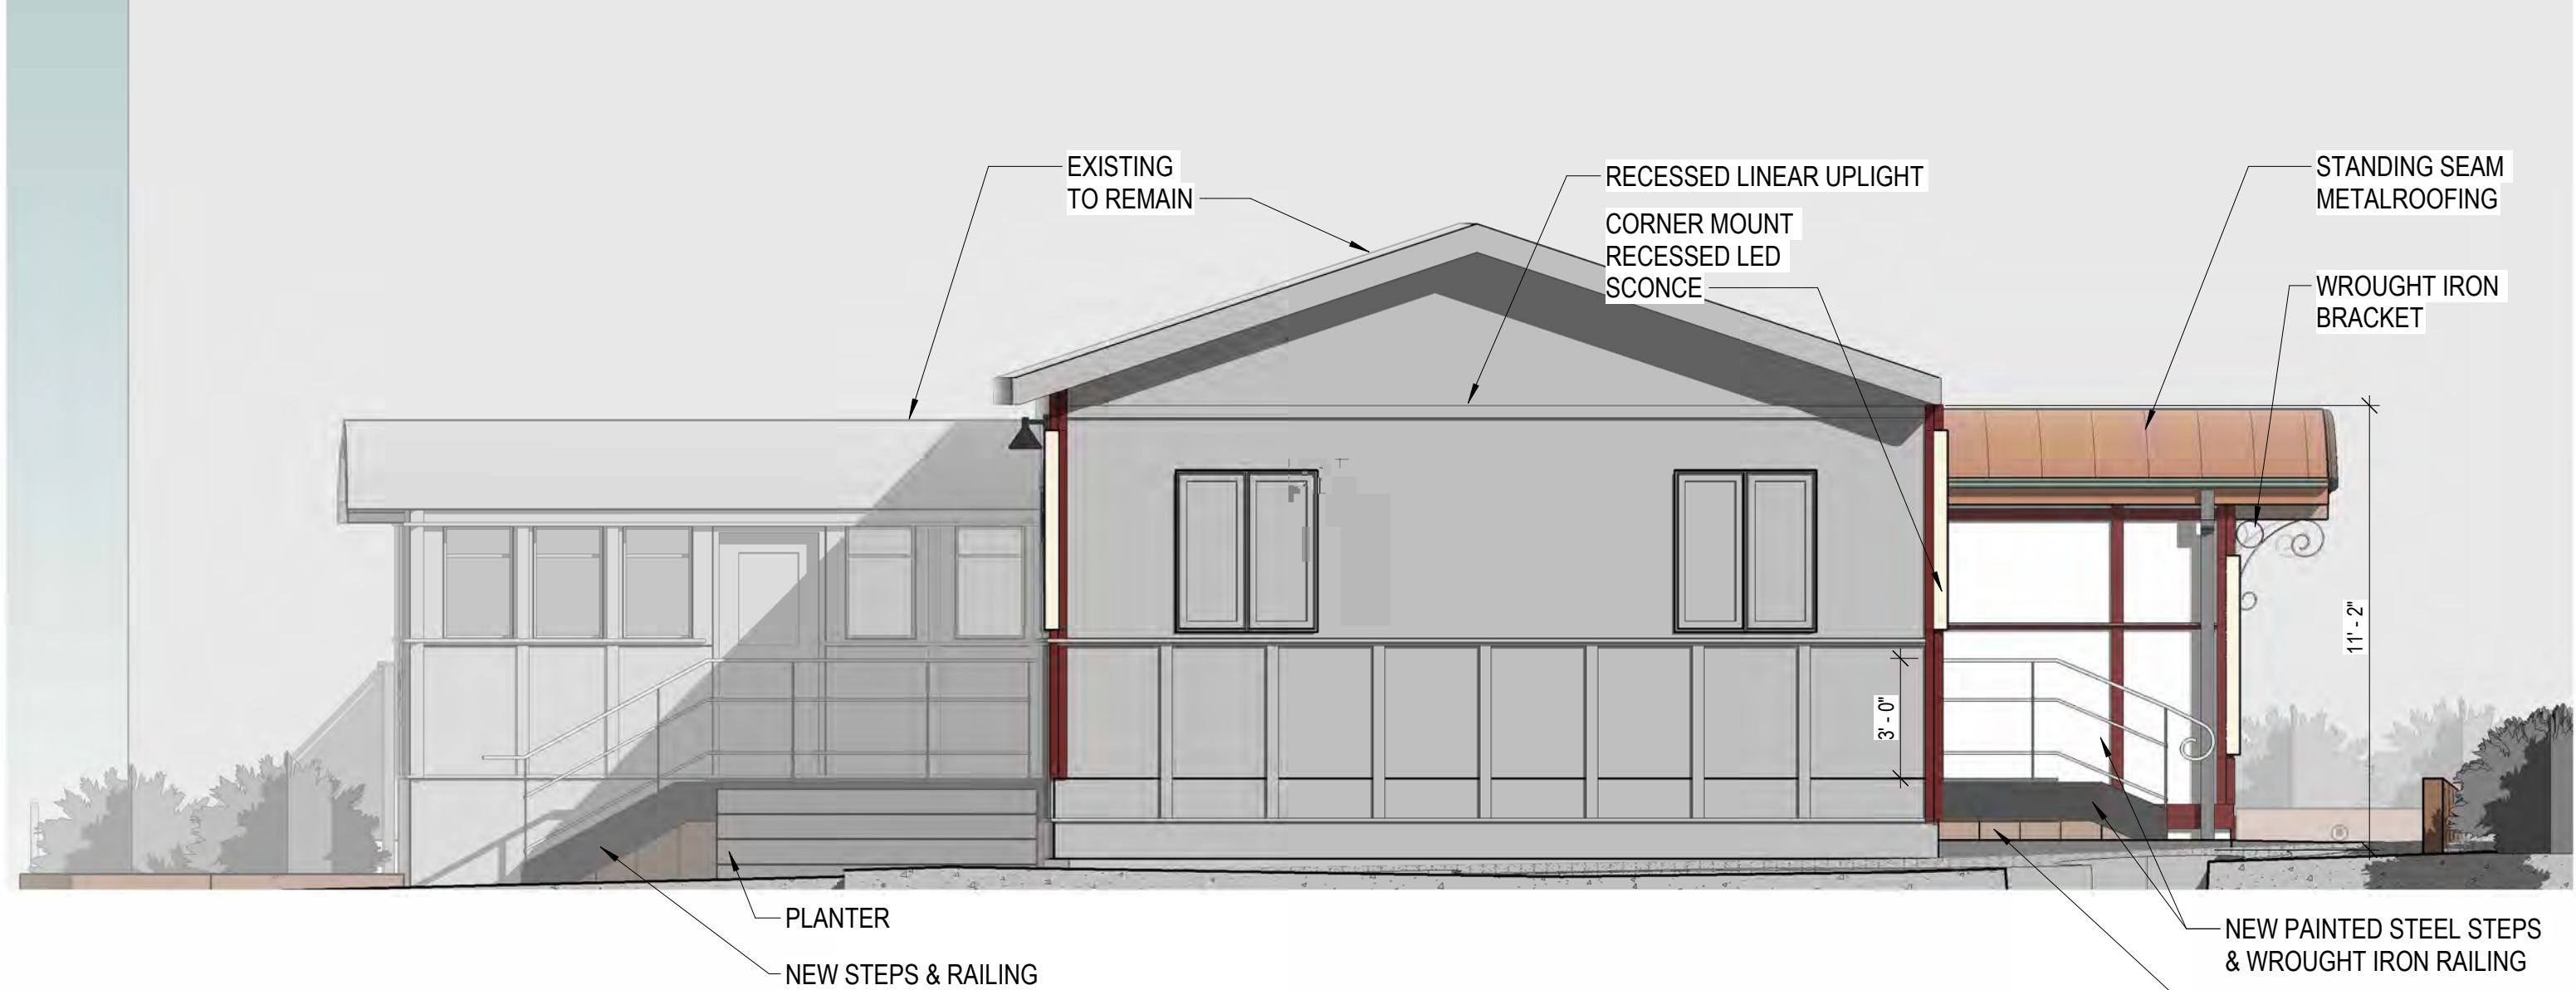 EXISTING
TO REMAIN
RECESSED LINEAR UPLIGHT
CORNER MOUNT
RECESSED LED
SCONCE
STANDING SEAM
METALROOFING
WROUGHT IRON
BRACKET
11' - 2"
3' - 0"
PLANTER
NEW STEPS & RAILING
NEW PAINTED STEEL STEPS
& WROUGHT IRON RAILING